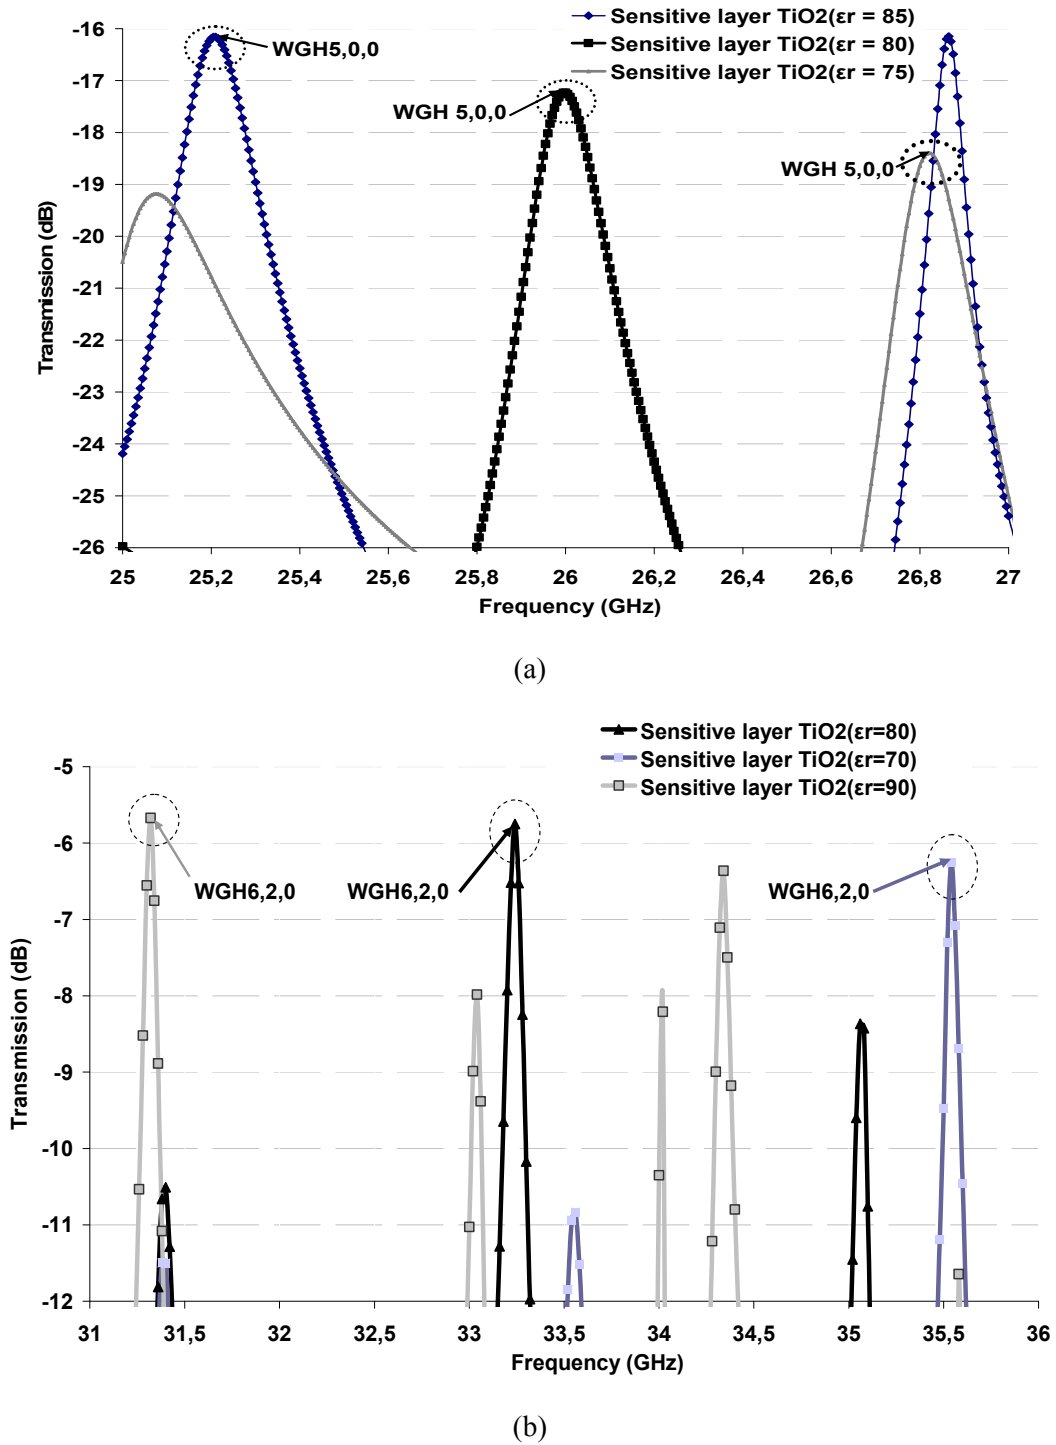 Sensitive layer TiO2(εr = 85)
Sensitive layer TiO2(εr = 80)
Sensitive layer TiO2(εr = 75)
WGH5,0,0
WGH 5,0,0
WGH 5,0,0
Transmission (dB)
-16
-17
-18
-19
-20
-21
-22
-23
-24
-25
-26
25 25,2 25,4 25,6 25,8 26 26,2 26,4 26,6 26,8 27
Frequency (GHz)
(a)
Sensitive layer TiO2(εr=80)
Sensitive layer TiO2(εr=70)
Sensitive layer TiO2(εr=90)
WGH6,2,0 WGH6,2,0 WGH6,2,0
Transmission (dB)
-5
-6
-7
-8
-9
-10
-11
-12
31 31,5 32 32,5 33 33,5 34 34,5 35 35,5 36
Frequency (GHz)
(b)